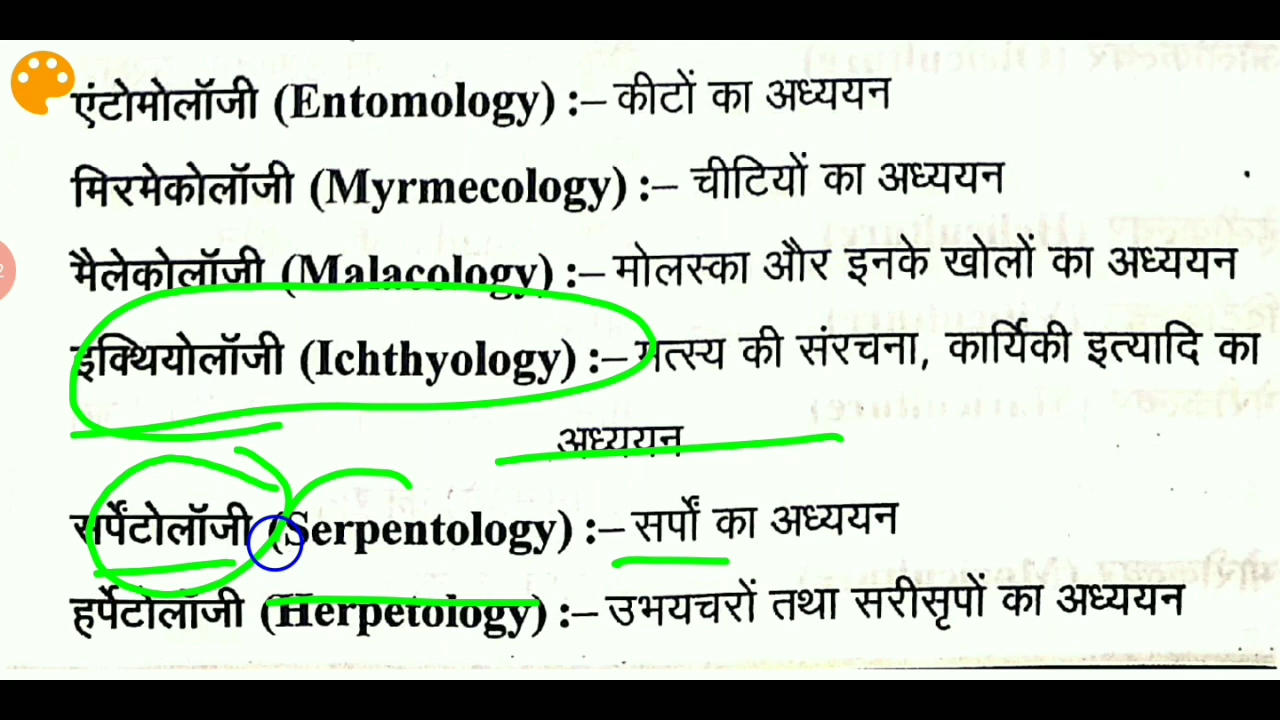 एंटोमोलॉजी (Entomology) :– कीटों का अध्ययन
मिरमेकोलॉजी (Myrmecology) :– चीटियों का अध्ययन
मैलेकोलॉजी (Malacology) :– मोलस्का और इनके खोलों का अध्ययन
इक्थियोलॉजी (Ichthyology) :– मत्स्य की संरचना, कार्यिकी इत्यादि का
अध्ययन
सर्पेंटोलॉजी (Serpentology) :– सर्पों का अध्ययन
हर्पेटोलॉजी (Herpetology) :– उभयचरों तथा सरीसृपों का अध्ययन